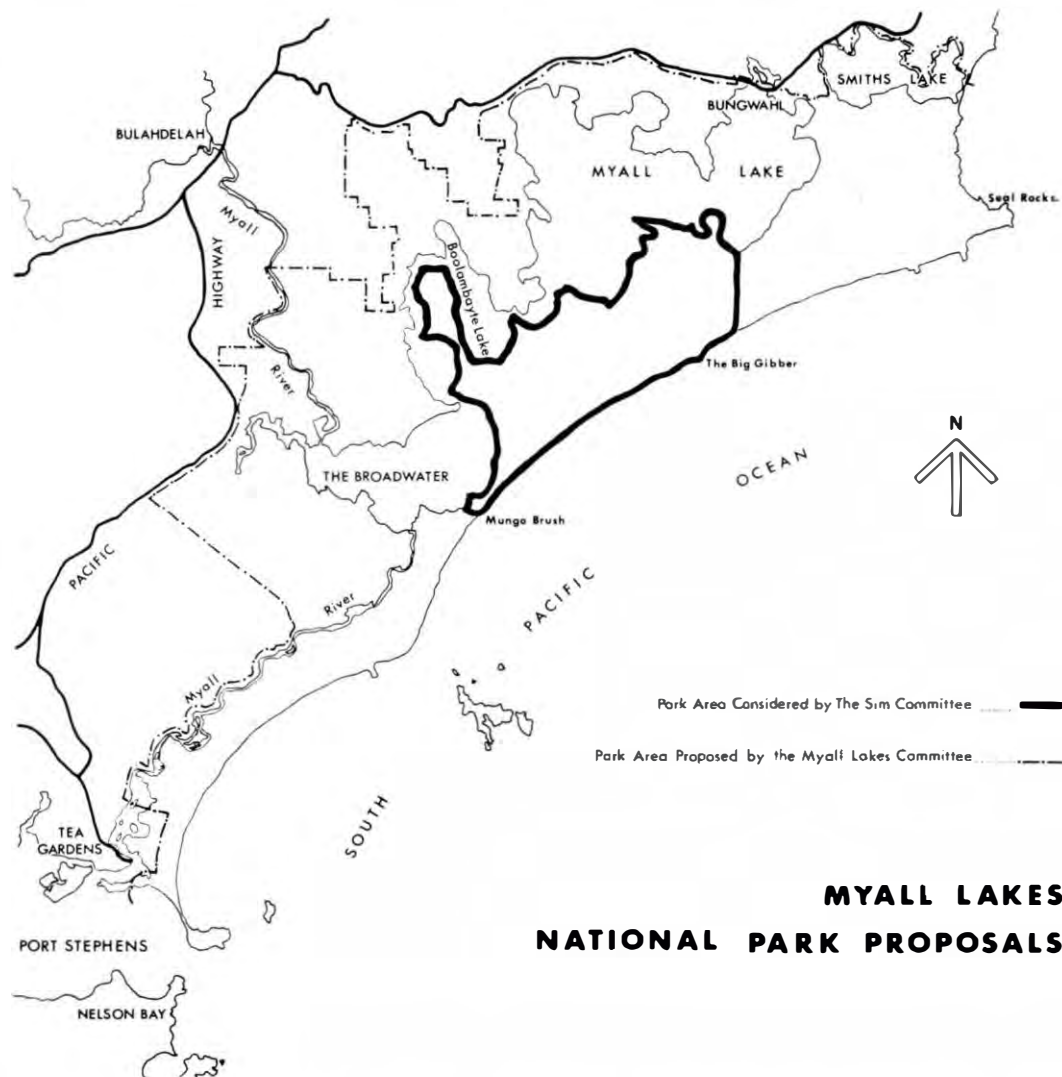 SMITHS LAKE
BUNGWAHL
BULAHDELAH
MYALL LAKE
Seal Rocks.
Myall
River
HIGHWAY
Boolambayte Lake
The Big Gibber
N
OCEAN
THE BROADWATER
Mungo Brush
PACIFIC
PACIFIC
River
Myall
Park Area Considered by The Sim Committee
Park Area Proposed by the Myall Lakes Committee
SOUTH
TEA
GARDENS
MYALL LAKES
NATIONAL PARK PROPOSALS
PORT STEPHENS
NELSON BAY